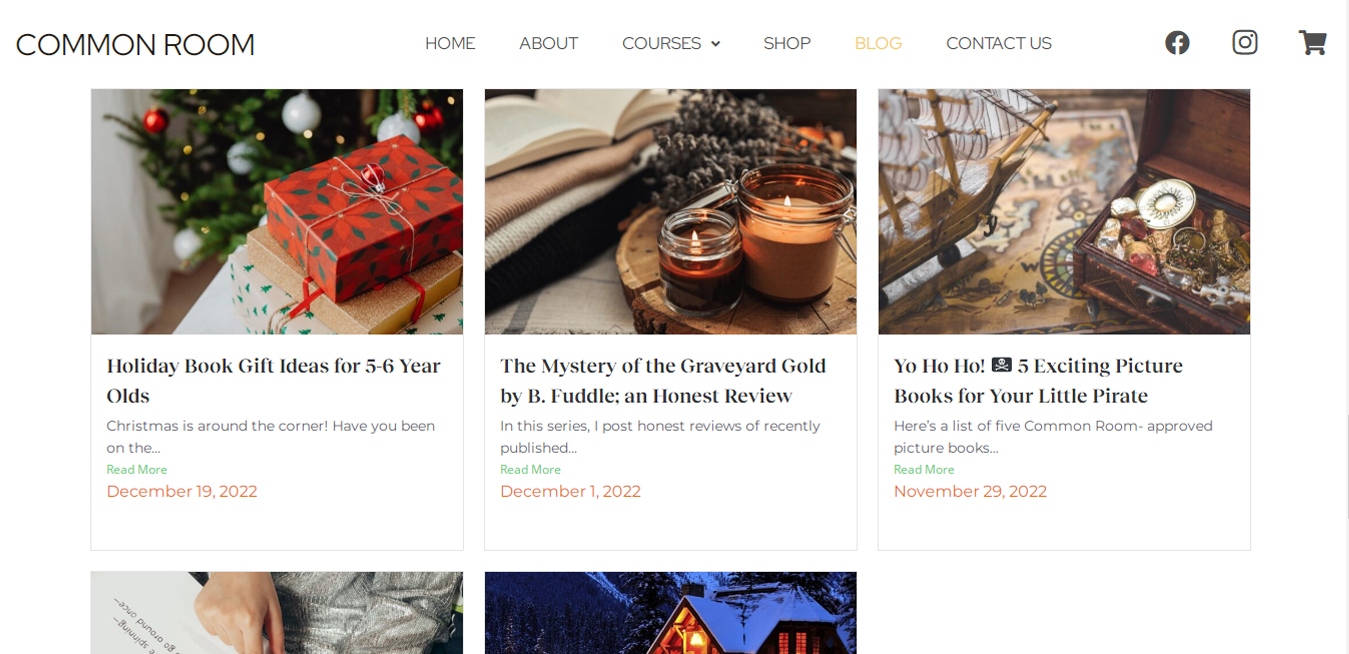 COMMON ROOM
HOME ABOUT COURSES SHOP BLOG CONTACT US
Holiday Book Gift Ideas for 5-6 Year
Olds
Christmas is around the corner! Have you been
on the...
Read More
December 19, 2022
The Mystery of the Graveyard Gold
by B. Fuddle; an Honest Review
In this series, I post honest reviews of recently
published...
Read More
December 1, 2022
Yo Ho Ho! 🏴‍☠️ 5 Exciting Picture
Books for Your Little Pirate
Here’s a list of five Common Room- approved
picture books...
Read More
November 29, 2022
go around once—
spinning